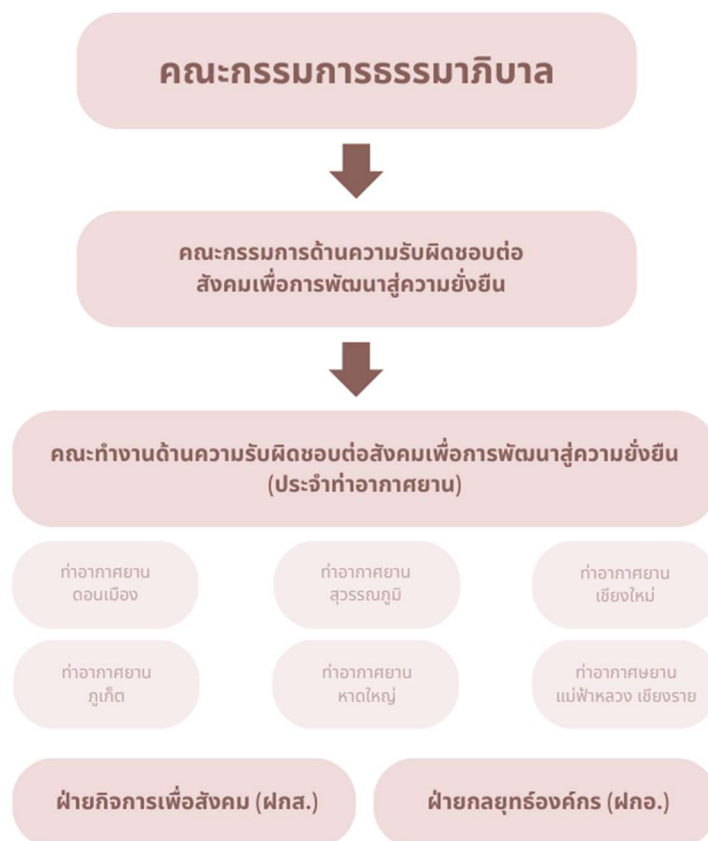 คณะกรรมการธรรมาภิบาล
คณะกรรมการด้านความรับผิดชอบต่อ
สังคมเพื่อการพัฒนาสู่ความยั่งยืน
คณะทำงานด้านความรับผิดชอบต่อสังคมเพื่อการพัฒนาสู่ความยั่งยืน
(ประจำท่าอากาศยาน)
ท่าอากาศยาน
ดอนเมือง
ท่าอากาศยาน
สุวรรณภูมิ
ท่าอากาศยาน
เชียงใหม่
ท่าอากาศยาน
ภูเก็ต
ท่าอากาศยาน
หาดใหญ่
ท่าอากาศษยาน
แม่ฟ้าหลวง เชียงราย
ฝ่ายกิจการเพื่อสังคม (ฝกส.)
ฝ่ายกลยุทธ์องค์กร (ฝกอ.)